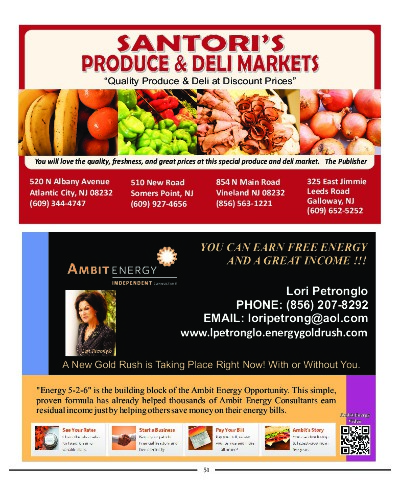 SANTORI'S
PRODUCE & DELI MARKETS
"Quality Produce & Deli at Discount Prices"
You will love the quality, freshness, and great prices at this special produce and deli market. The Publisher
520 N Albany Avenue
Atlantic City, NJ 08232
(609) 344-4747
510 New Road
Somers Point, NJ
(609) 927-4656
854 N Main Road
Vineland NJ 08232
(856) 563-1221
325 East Jimmie
Leeds Road
Galloway, NJ
(609) 652-5252
AMBIT ENERGY
INDEPENDENT
YOU CAN EARN FREE ENERGY
AND A GREAT INCOME !!!
Lori Petronglo
Lori Petronglo
PHONE: (856) 207-8292
EMAIL: loripetrong@aol.com
www.lpetronglo.energygoldrush.com
A New Gold Rush is Taking Place Right Now! With or Without You.
"Energy 5-2-6" is the building block of the Ambit Energy Opportunity. This simple,
proven formula has already helped thousands of Ambit Energy Consultants earn
residual income just by helping others save money on their energy bills.
See Your Rates
Start a Business
Pay Your Bill
Ambit's Story
54